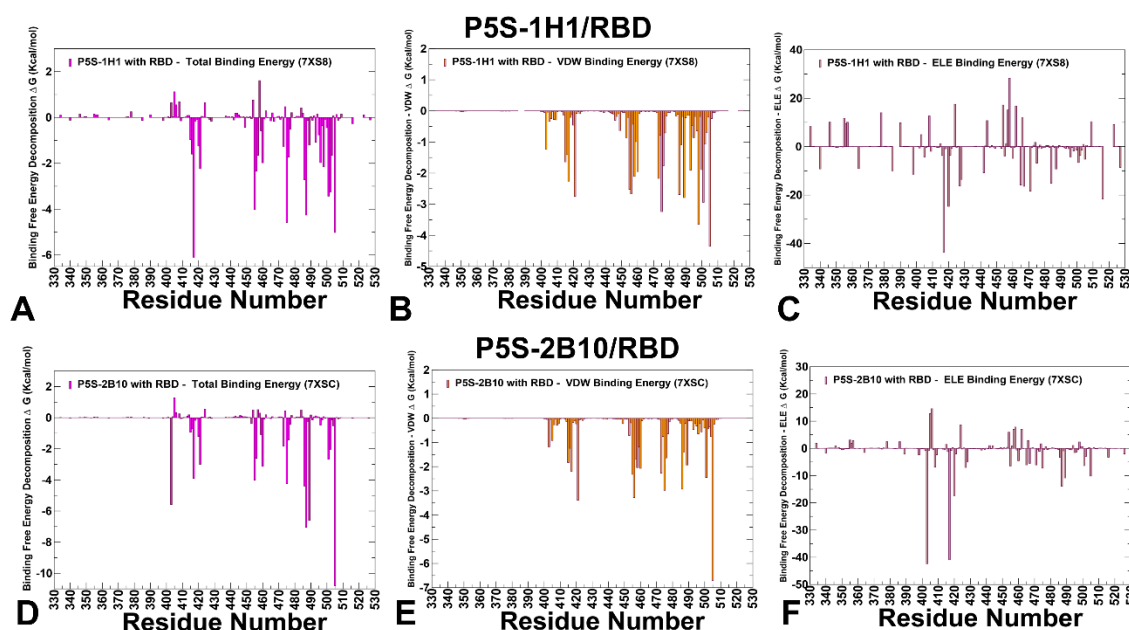 P5S-1H1/RBD
Binding Free Energy Decomposition Δ G (Kcal/mol)
P5S-1H1 with RBD - Total Binding Energy (7XS8)
2
0
-2
-4
-6
330 340 350 360 370 380 390 400 410 420 430 440 450 460 470 480 490 500 510 520 530
Residue Number
A
Binding Free Energy Decomposition - VDW Δ G (Kcal/mol)
P5S-1H1 with RBD - VDW Binding Energy (7XS8)
2
1
0
-1
-2
-3
-4
-5
330 340 350 360 370 380 390 400 410 420 430 440 450 460 470 480 490 500 510 520 530
Residue Number
B
Binding Free Energy Decomposition - ELE Δ G (Kcal/mol)
P5S-1H1 with RBD - ELE Binding Energy (7XS8)
40
20
0
-20
-40
330 340 350 360 370 380 390 400 410 420 430 440 450 460 470 480 490 500 510 520 530
Residue Number
C
P5S-2B10/RBD
Binding Free Energy Decomposition Δ G (Kcal/mol)
P5S-2B10 with RBD - Total Binding Energy (7XSC)
2
0
-2
-4
-6
-8
-10
330 340 350 360 370 380 390 400 410 420 430 440 450 460 470 480 490 500 510 520 530
Residue Number
D
Binding Free Energy Decomposition - VDW Δ G (Kcal/mol)
P5S-2B10 with RBD - VDW Binding Energy (7XSC)
2
1
0
-1
-2
-3
-4
-5
-6
-7
330 340 350 360 370 380 390 400 410 420 430 440 450 460 470 480 490 500 510 520 530
Residue Number
E
Binding Free Energy Decomposition - ELE Δ G (Kcal/mol)
P5S-2B10 with RBD - ELE Binding Energy (7XSC)
30
20
10
0
-10
-20
-30
-40
-50
330 340 350 360 370 380 390 400 410 420 430 440 450 460 470 480 490 500 510 520 530
Residue Number
F